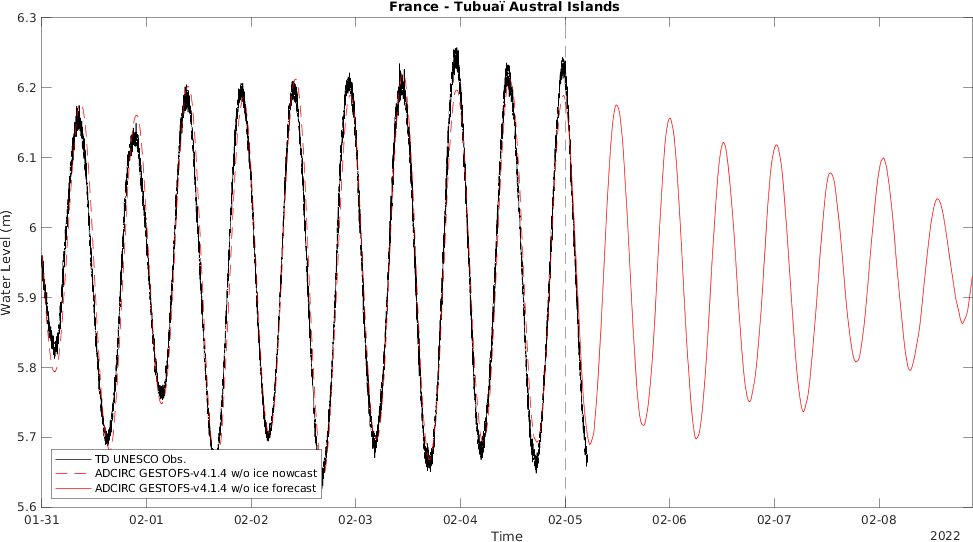 France - Tubuaï Austral Islands
6.3
6.2
6.1
6
5.9
5.8
5.7
5.6
Water Level (m)
TD UNESCO Obs.
ADCIRC GESTOFS-v4.1.4 w/o ice nowcast
ADCIRC GESTOFS-v4.1.4 w/o ice forecast
01-31 02-01 02-02 02-03 02-04 02-05 02-06 02-07 02-08
Time
2022